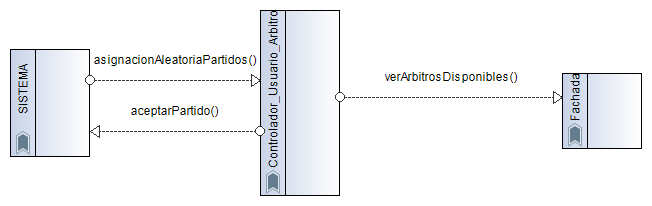 SISTEMA
asignacionAleatoriaPartidos()
aceptarPartido()
Controlador_Usuario_Arbitro
verArbitrosDisponibles()
Fachada